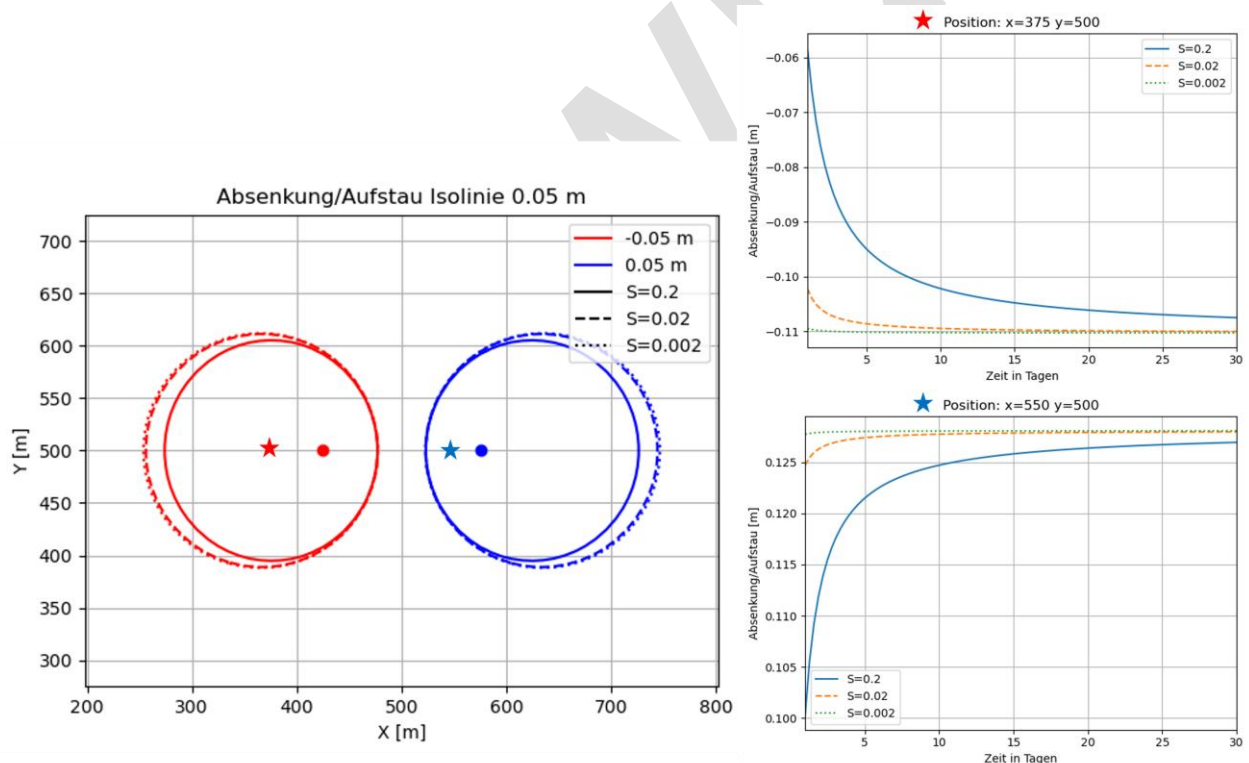 Absenkung/Aufstau Isolinie 0.05 m
-0.05 m
0.05 m
S=0.2
S=0.02
S=0.002
700
650
600
550
500
450
400
350
300
Y [m]
200 300 400 500 600 700 800
X [m]
Position: x=375 y=500
S=0.2
S=0.02
S=0.002
−0.06
−0.07
−0.08
−0.09
−0.10
−0.11
Absenkung/Aufstau [m]
5 10 15 20 25 30
Zeit in Tagen
Position: x=550 y=500
0.125
0.120
0.115
0.110
0.105
0.100
Absenkung/Aufstau [m]
S=0.2
S=0.02
S=0.002
5 10 15 20 25 30
Zeit in Tagen